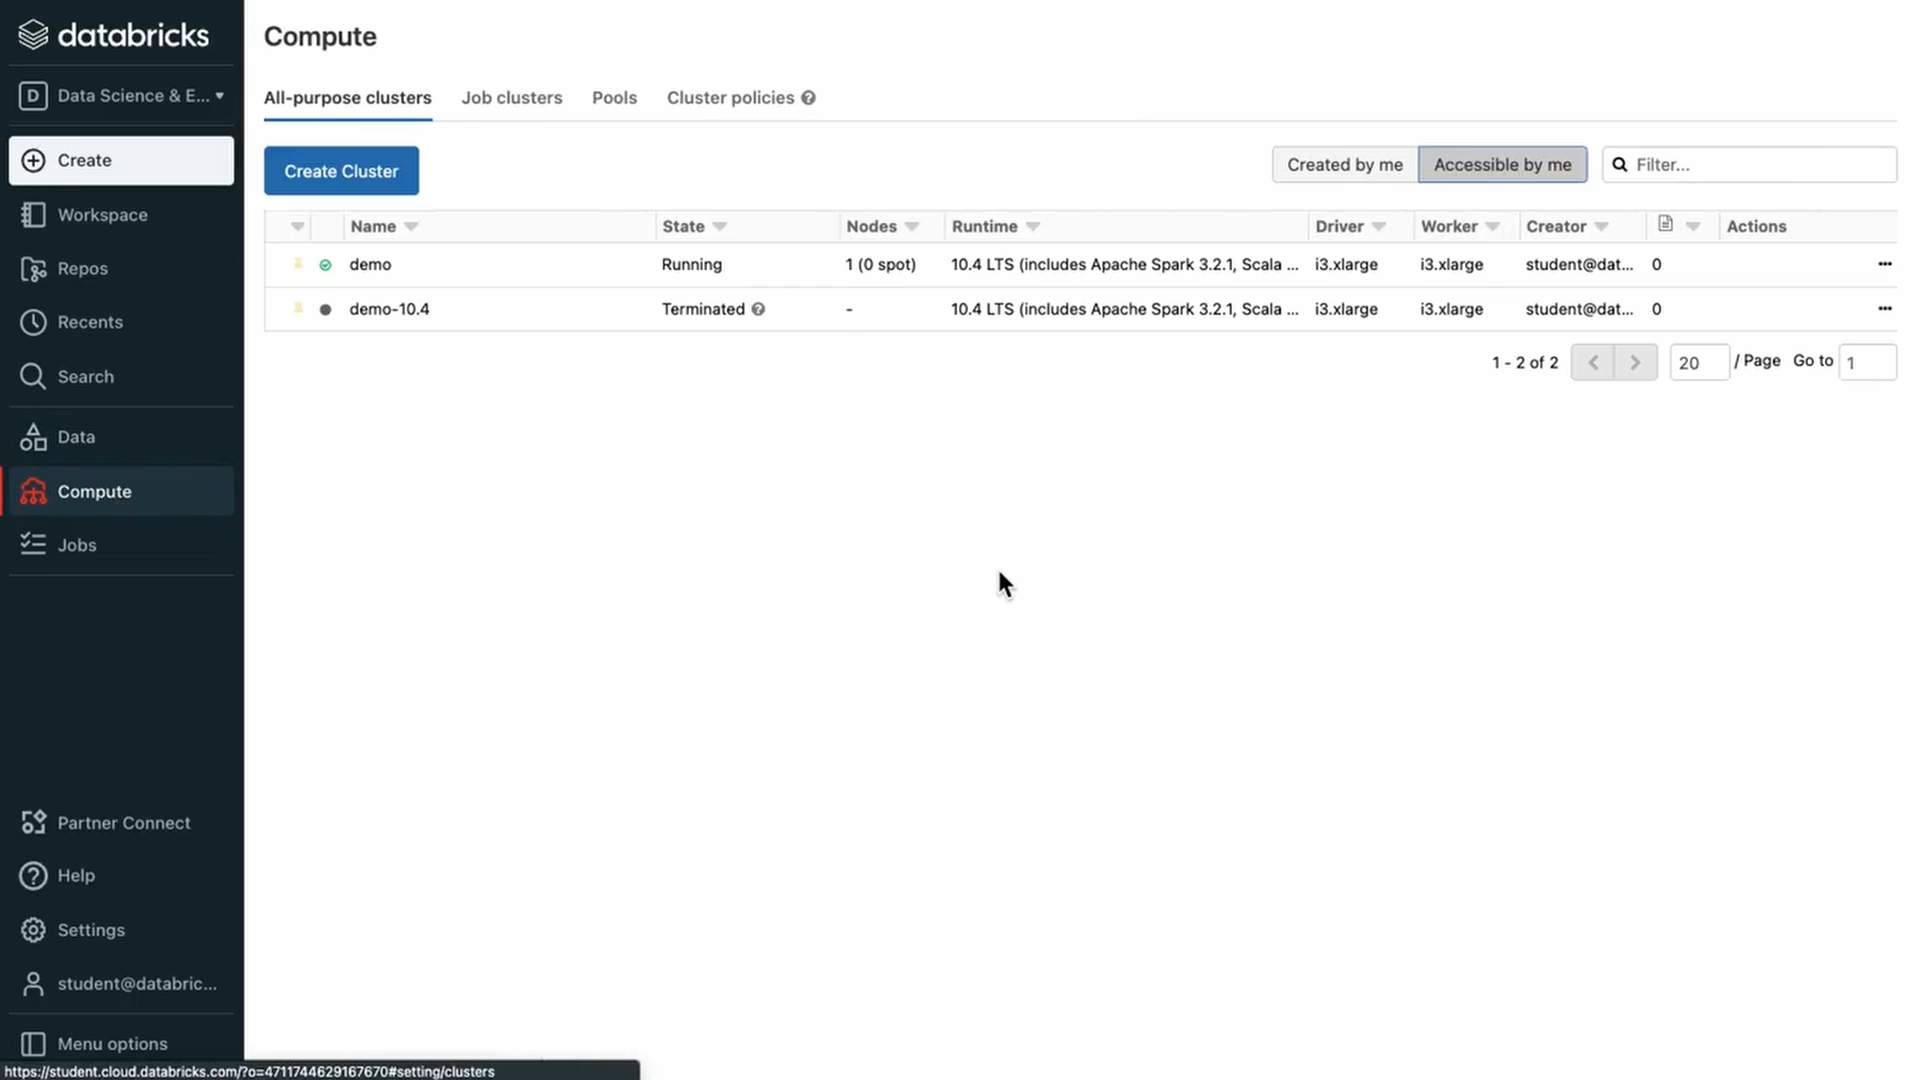 databricks
D Data Science & E...
Create
Workspace
Repos
Recents
Search
Data
Compute
Jobs
Partner Connect
Help
Settings
student@databric...
Menu options
https://student.cloud.databricks.com/?o=4711744629167670#setting/clusters
Compute
All-purpose clusters Job clusters Pools Cluster policies ?
Create Cluster Created by me Accessible by me Filter...
Name State Nodes Runtime Driver Worker Creator Actions
demo Running 1 (0 spot) 10.4 LTS (includes Apache Spark 3.2.1, Scala ... i3.xlarge i3.xlarge student@dat... 0 ...
demo-10.4 Terminated ? - 10.4 LTS (includes Apache Spark 3.2.1, Scala ... i3.xlarge i3.xlarge student@dat... 0 ...
1 - 2 of 2 < > 20 / Page Go to 1